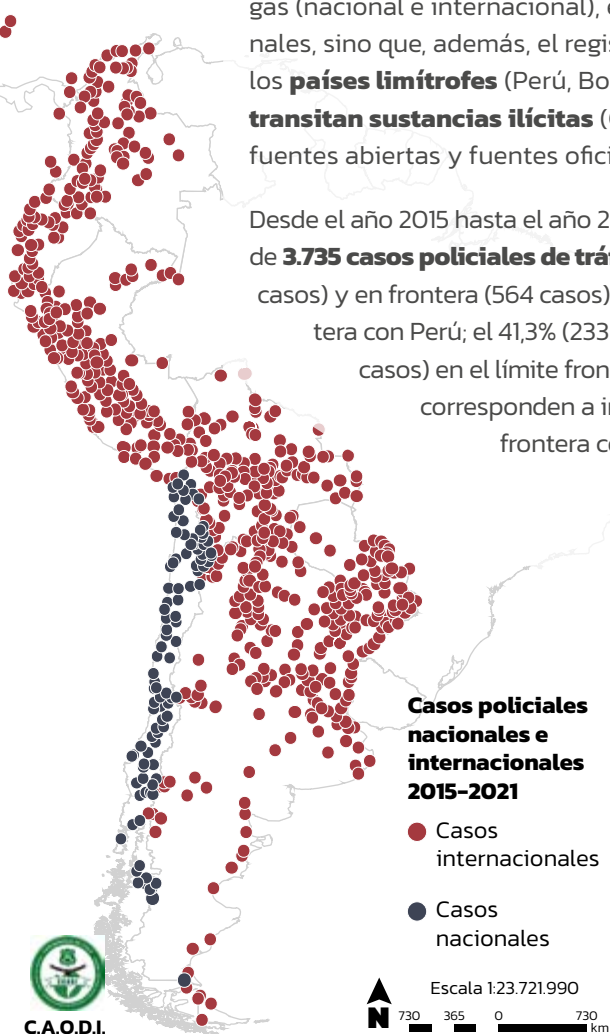 gas (nacional e internacional), e
nales, sino que, además, el regis
los países limítrofes (Perú, Bo
transitan sustancias ilícitas (
fuentes abiertas y fuentes ofici
Desde el año 2015 hasta el año 2
de 3.735 casos policiales de trá
casos) y en frontera (564 casos)
tera con Perú; el 41,3% (233
casos) en el límite fron
corresponden a i
frontera c
Casos policiales
nacionales e
internacionales
2015-2021
Casos
internacionales
Casos
nacionales
Escala 1:23.721.990
N
730 365 0 730
km
C.A.O.D.I.